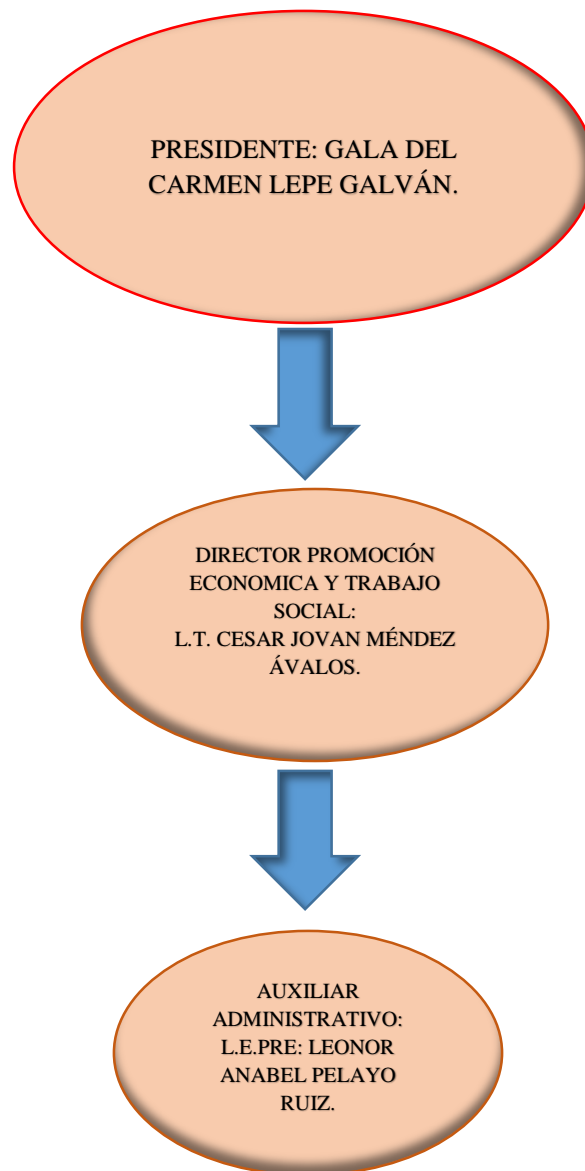 PRESIDENTE: GALA DEL
CARMEN LEPE GALVÁN.
DIRECTOR PROMOCIÓN
ECONOMICA Y TRABAJO
SOCIAL:
L.T. CESAR JOVAN MÉNDEZ
ÁVALOS.
AUXILIAR
ADMINISTRATIVO:
L.E.PRE: LEONOR
ANABEL PELAYO
RUIZ.